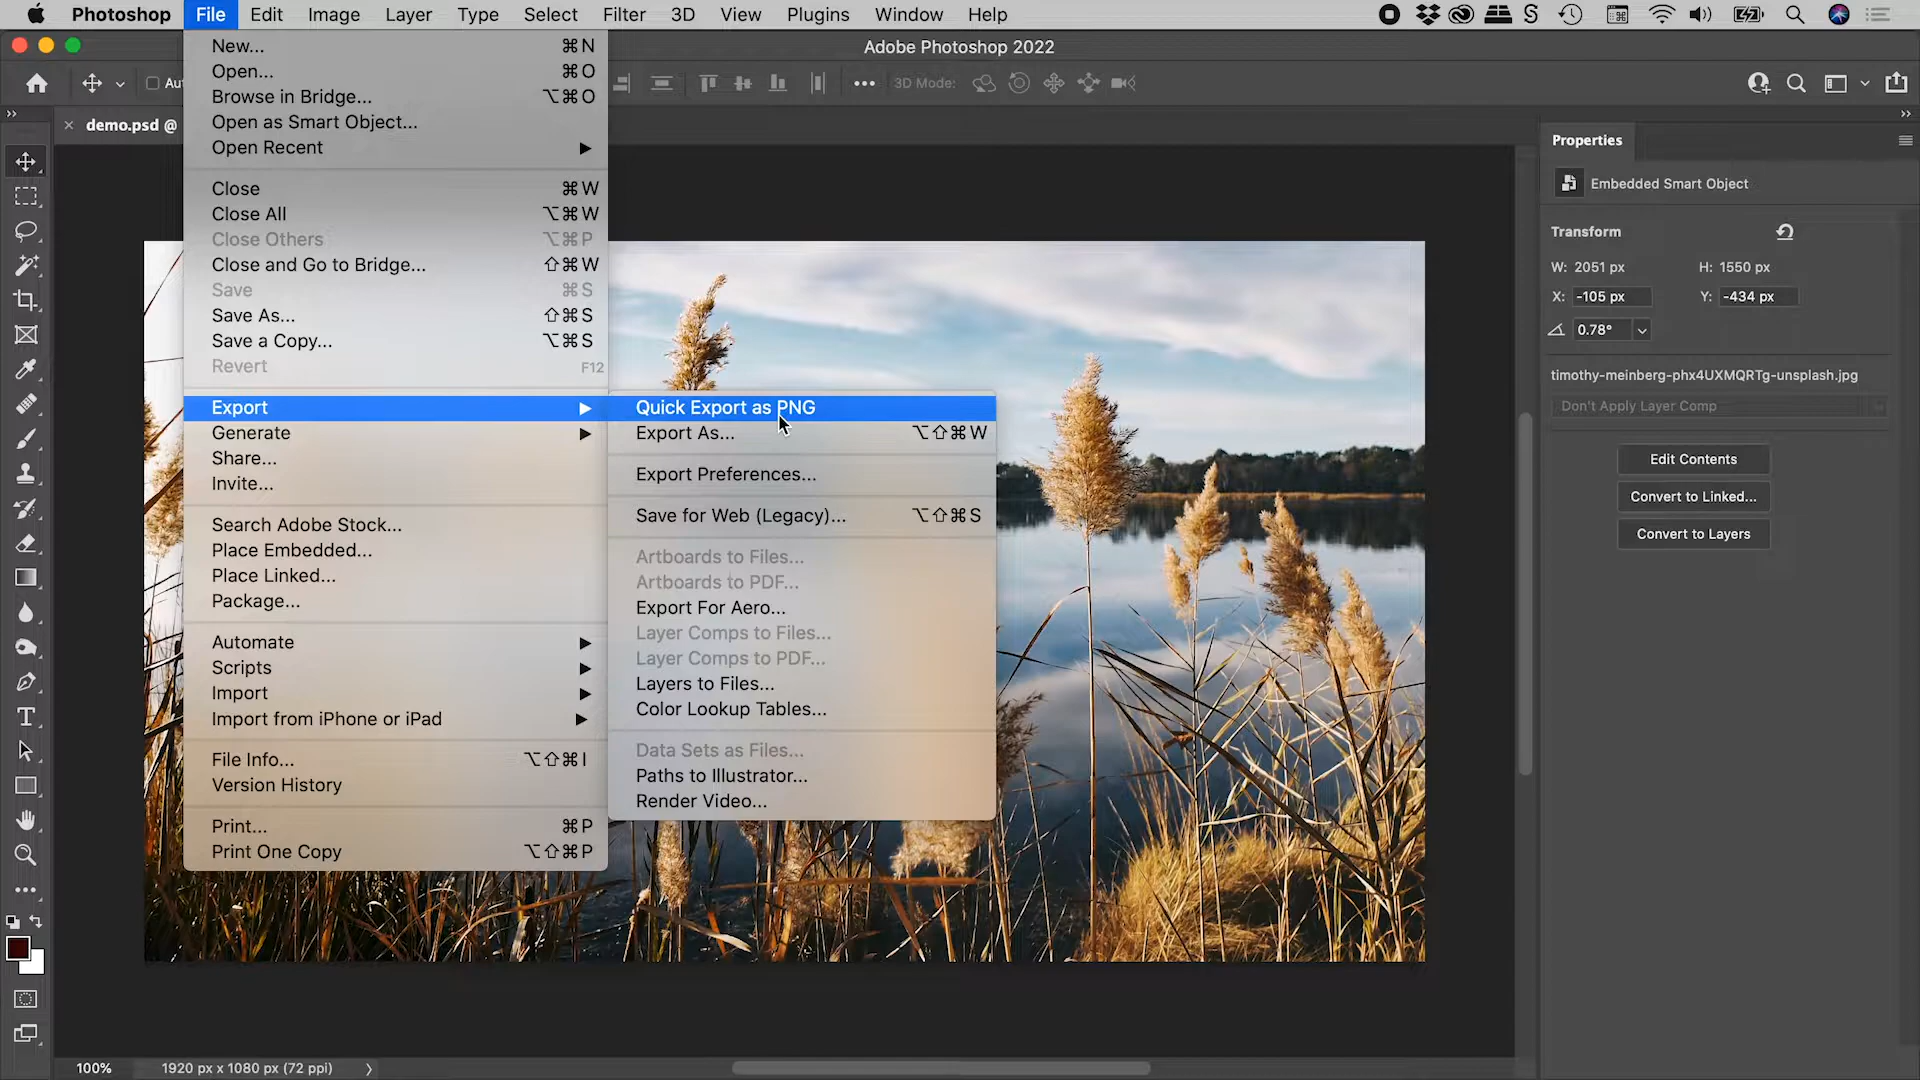 Photoshop File Edit Image Layer Type Select Filter 3D View Plugins Window Help
Adobe Photoshop 2022
3D Mode:
demo.psd @
New... ⌘N
Open... ⌘O
Browse in Bridge... ⌥⌘O
Open as Smart Object...
Open Recent
Close ⌘W
Close All ⌥⌘W
Close Others ⌥⌘P
Close and Go to Bridge... ⇧⌘W
Save ⌘S
Save As... ⇧⌘S
Save a Copy... ⌥⌘S
Revert F12
Export
Generate
Share...
Invite...
Search Adobe Stock...
Place Embedded...
Place Linked...
Package...
Automate
Scripts
Import
Import from iPhone or iPad
File Info... ⌥⇧⌘I
Version History
Print... ⌘P
Print One Copy ⌥⇧⌘P
Quick Export as PNG
Export As... ⌥⇧⌘W
Export Preferences...
Save for Web (Legacy)... ⌥⇧⌘S
Artboards to Files...
Artboards to PDF...
Export For Aero...
Layer Comps to Files...
Layer Comps to PDF...
Layers to Files...
Color Lookup Tables...
Data Sets as Files...
Paths to Illustrator...
Render Video...
Properties
Embedded Smart Object
Transform
W: 2051 px H: 1550 px
X: -105 px Y: -434 px
0.78°
timothy-meinberg-phx4UXMQRTg-unsplash.jpg
Don't Apply Layer Comp
Edit Contents
Convert to Linked...
Convert to Layers
100% 1920 px x 1080 px (72 ppi)